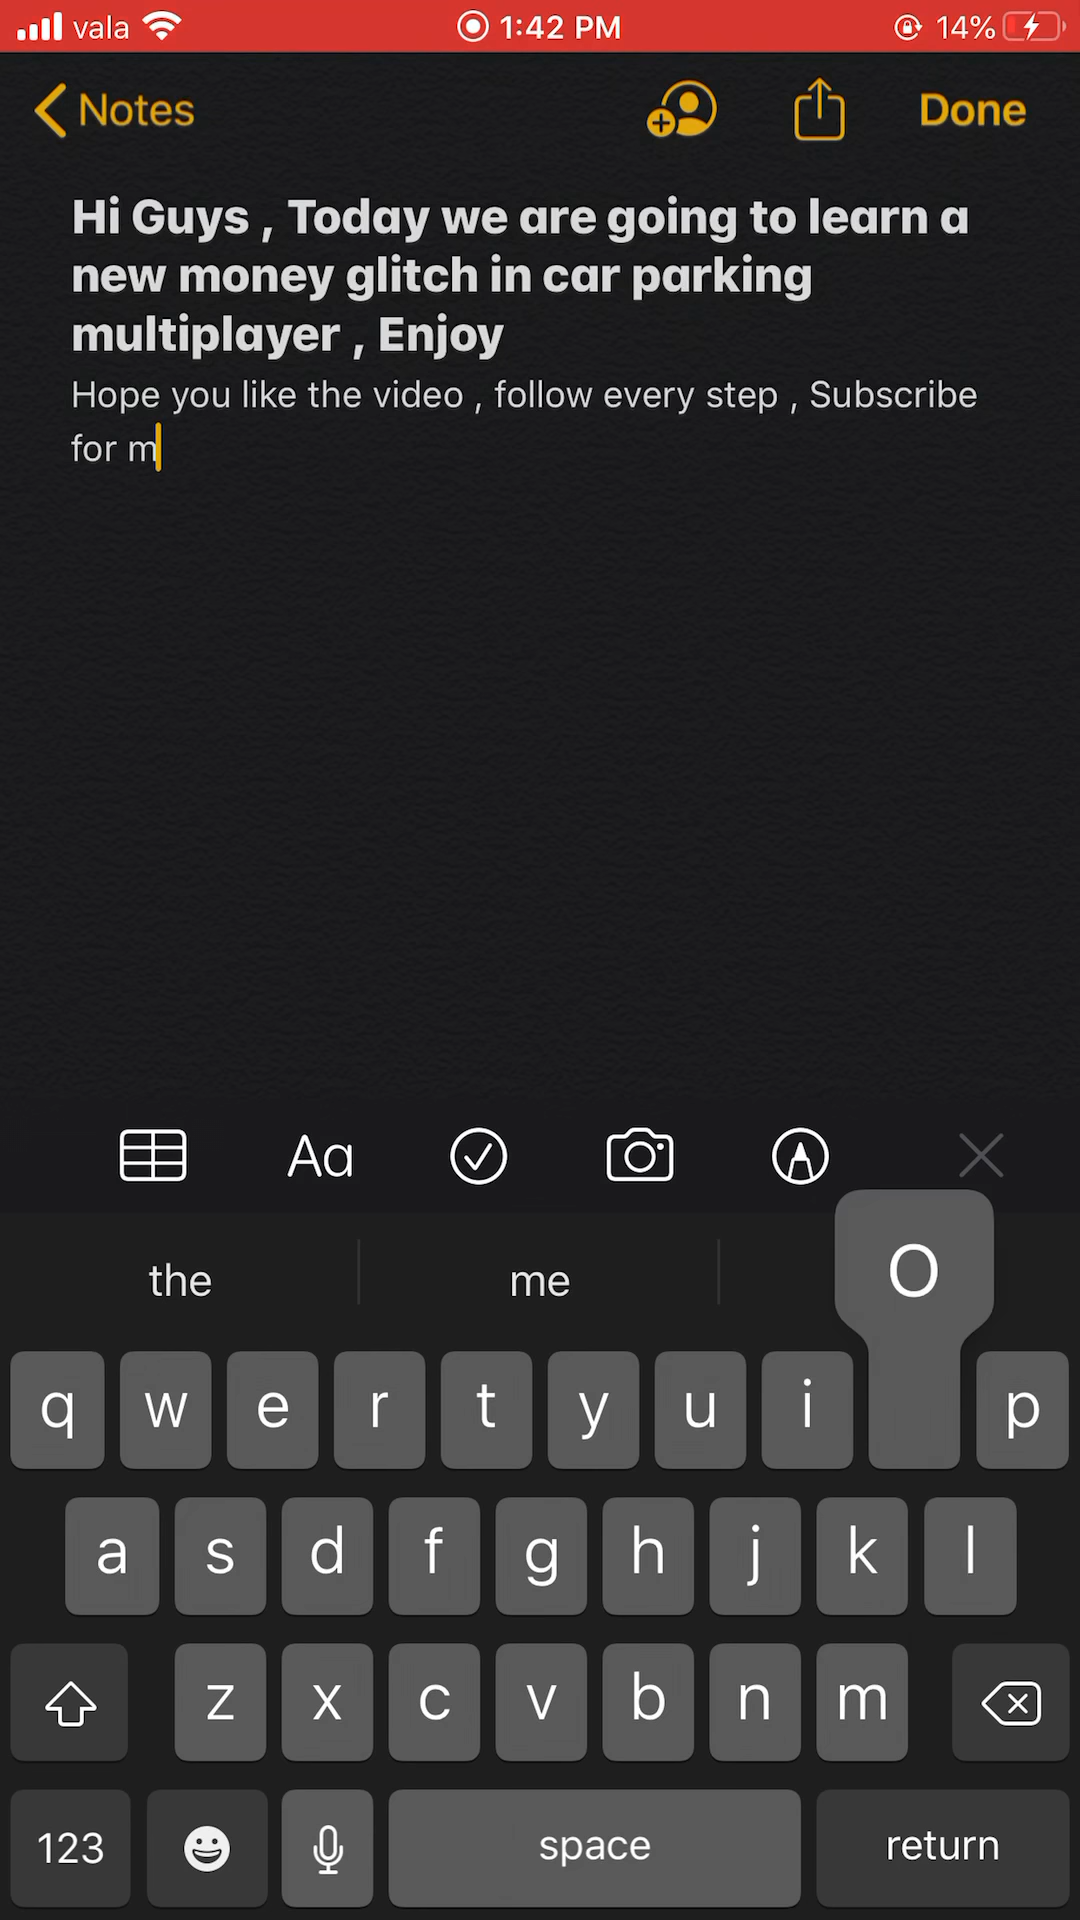 vala 1:42 PM 14%
Notes Done
Hi Guys , Today we are going to learn a
new money glitch in car parking
multiplayer , Enjoy
Hope you like the video , follow every step , Subscribe
for m
Aa
the me
O
q w e r t y u i p
a s d f g h j k l
z x c v b n m
123 space return